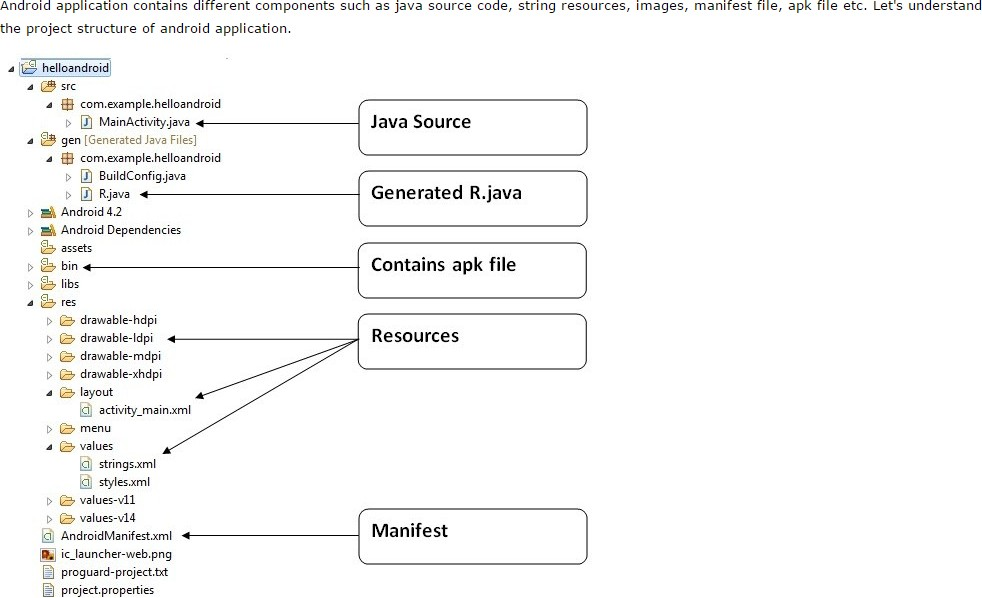 Android application contains different components such as java source code, string resources, images, manifest file, apk file etc. Let's understand
the project structure of android application.
helloandroid
src
com.example.helloandroid
MainActivity.java
Java Source
gen [Generated Java Files]
com.example.helloandroid
BuildConfig.java
R.java
Generated R.java
Android 4.2
Android Dependencies
assets
bin
Contains apk file
libs
res
drawable-hdpi
drawable-ldpi
Resources
drawable-mdpi
drawable-xhdpi
layout
activity_main.xml
menu
values
strings.xml
styles.xml
values-v11
values-v14
AndroidManifest.xml
Manifest
ic_launcher-web.png
proguard-project.txt
project.properties